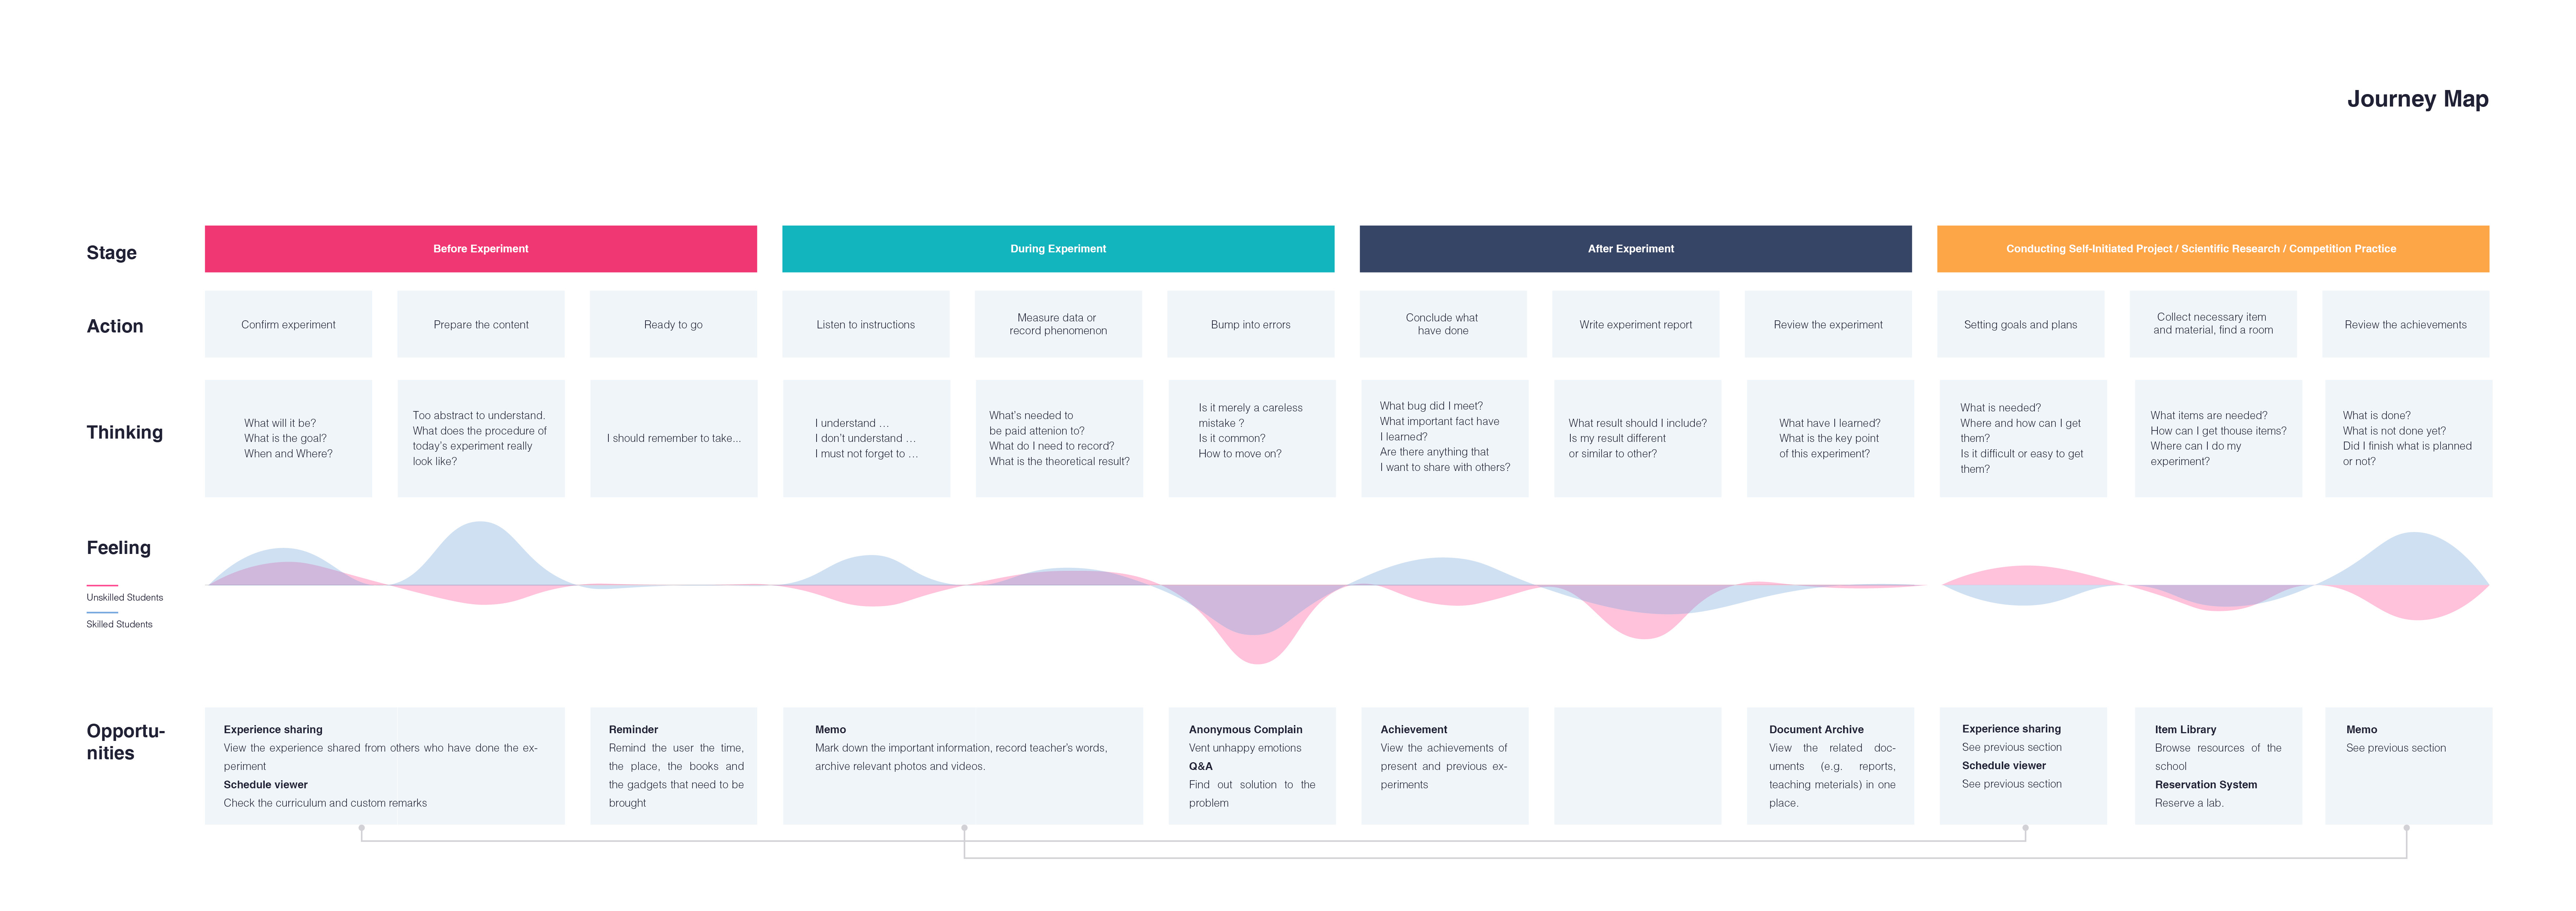 Journey Map
Stage
Before Experiment
During Experiment
After Experiment
Conducting Self-Initiated Project / Scientific Research / Competition Practice
Action
Confirm experiment
Prepare the content
Ready to go
Listen to instructions
Measure data or
record phenomenon
Bump into errors
Conclude what
have done
Write experiment report
Review the experiment
Setting goals and plans
Collect necessary item
and material, find a room
Review the achievements
Thinking
What will it be?
What is the goal?
When and Where?
Too abstract to understand.
What does the procedure of
today's experiment really
look like?
I should remember to take...
I understand …
I don't understand …
I must not forget to …
What's needed to
be paid attenion to?
What do I need to record?
What is the theoretical result?
Is it merely a careless
mistake ?
Is it common?
How to move on?
What bug did I meet?
What important fact have
I learned?
Are there anything that
I want to share with others?
What result should I include?
Is my result different
or similar to other?
What have I learned?
What is the key point
of this experiment?
What is needed?
Where and how can I get
them?
Is it difficult or easy to get
them?
What items are needed?
How can I get thouse items?
Where can I do my
experiment?
What is done?
What is not done yet?
Did I finish what is planned
or not?
Feeling
Unskilled Students
Skilled Students
Opportu-
nities
Experience sharing
View the experience shared from others who have done the ex-
periment
Schedule viewer
Check the curriculum and custom remarks
Reminder
Remind the user the time,
the place, the books and
the gadgets that need to be
brought
Memo
Mark down the important information, record teacher's words,
archive relevant photos and videos.
Anonymous Complain
Vent unhappy emotions
Q&A
Find out solution to the
problem
Achievement
View the achievements of
present and previous ex-
periments
Document Archive
View the related doc-
uments (e.g. reports,
teaching meterials) in one
place.
Experience sharing
See previous section
Schedule viewer
See previous section
Item Library
Browse resources of the
school
Reservation System
Reserve a lab.
Memo
See previous section